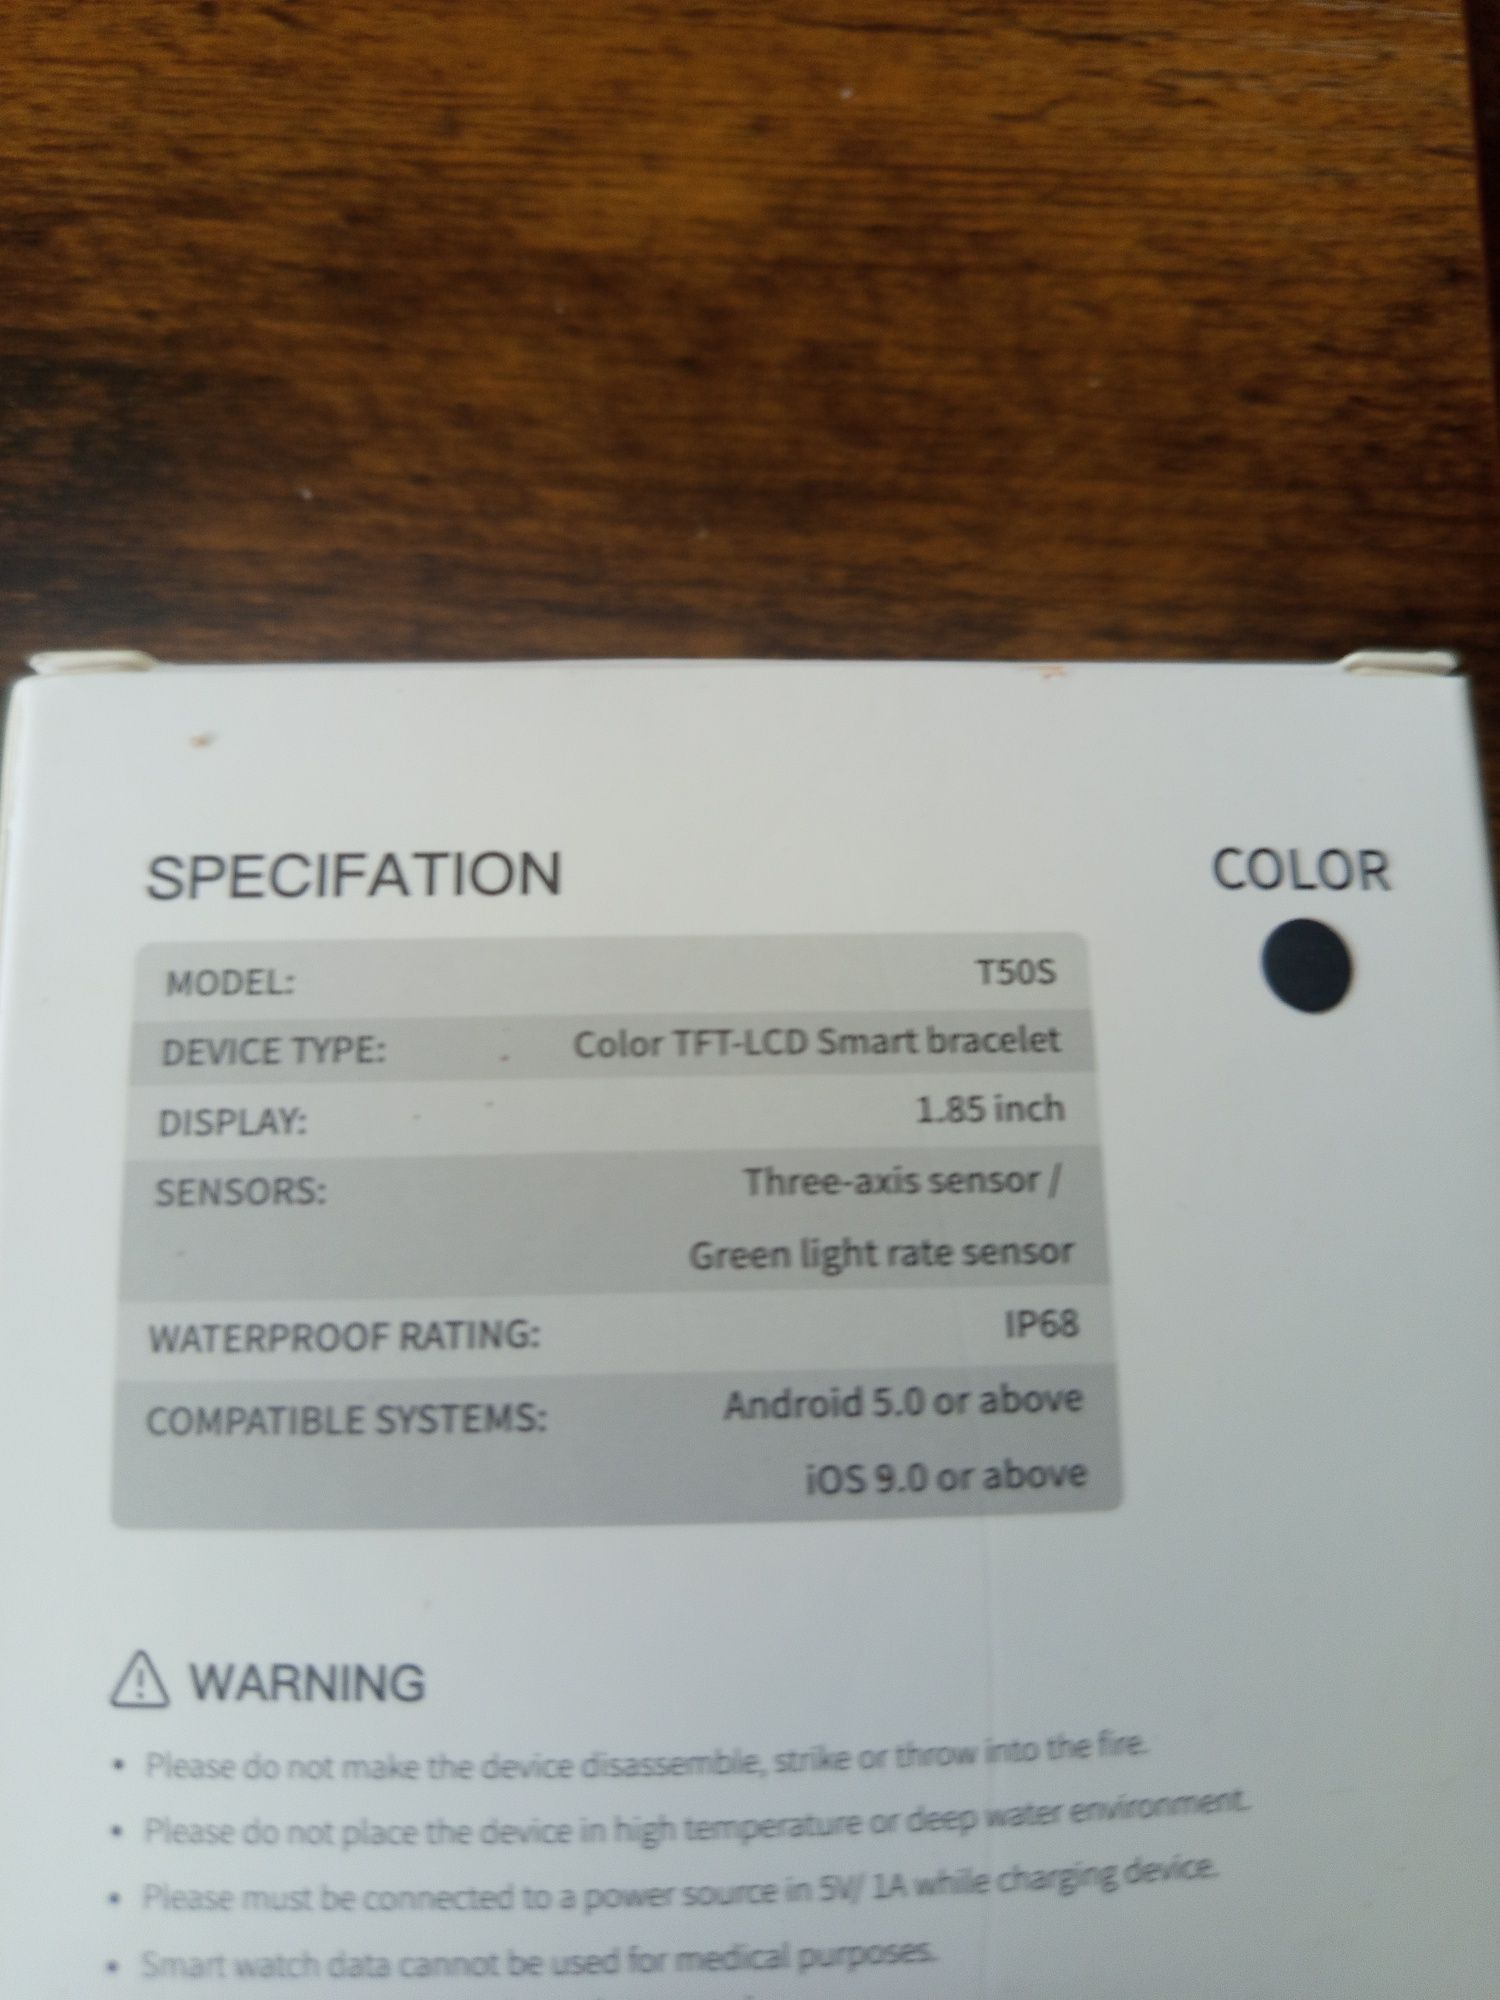 SPECIFATION
COLOR
MODEL: T50S
DEVICE TYPE: Color TFT-LCD Smart bracelet
DISPLAY: 1.85 inch
SENSORS: Three-axis sensor /
Green light rate sensor
WATERPROOF RATING: IP68
COMPATIBLE SYSTEMS: Android 5.0 or above
iOS 9.0 or above
WARNING
• Please do not make the device disassemble, strike or throw into the fire.
• Please do not place the device in high temperature or deep water environment.
• Please must be connected to a power source in 5V/ 1A while charging device.
• Smart watch data cannot be used for medical purposes.